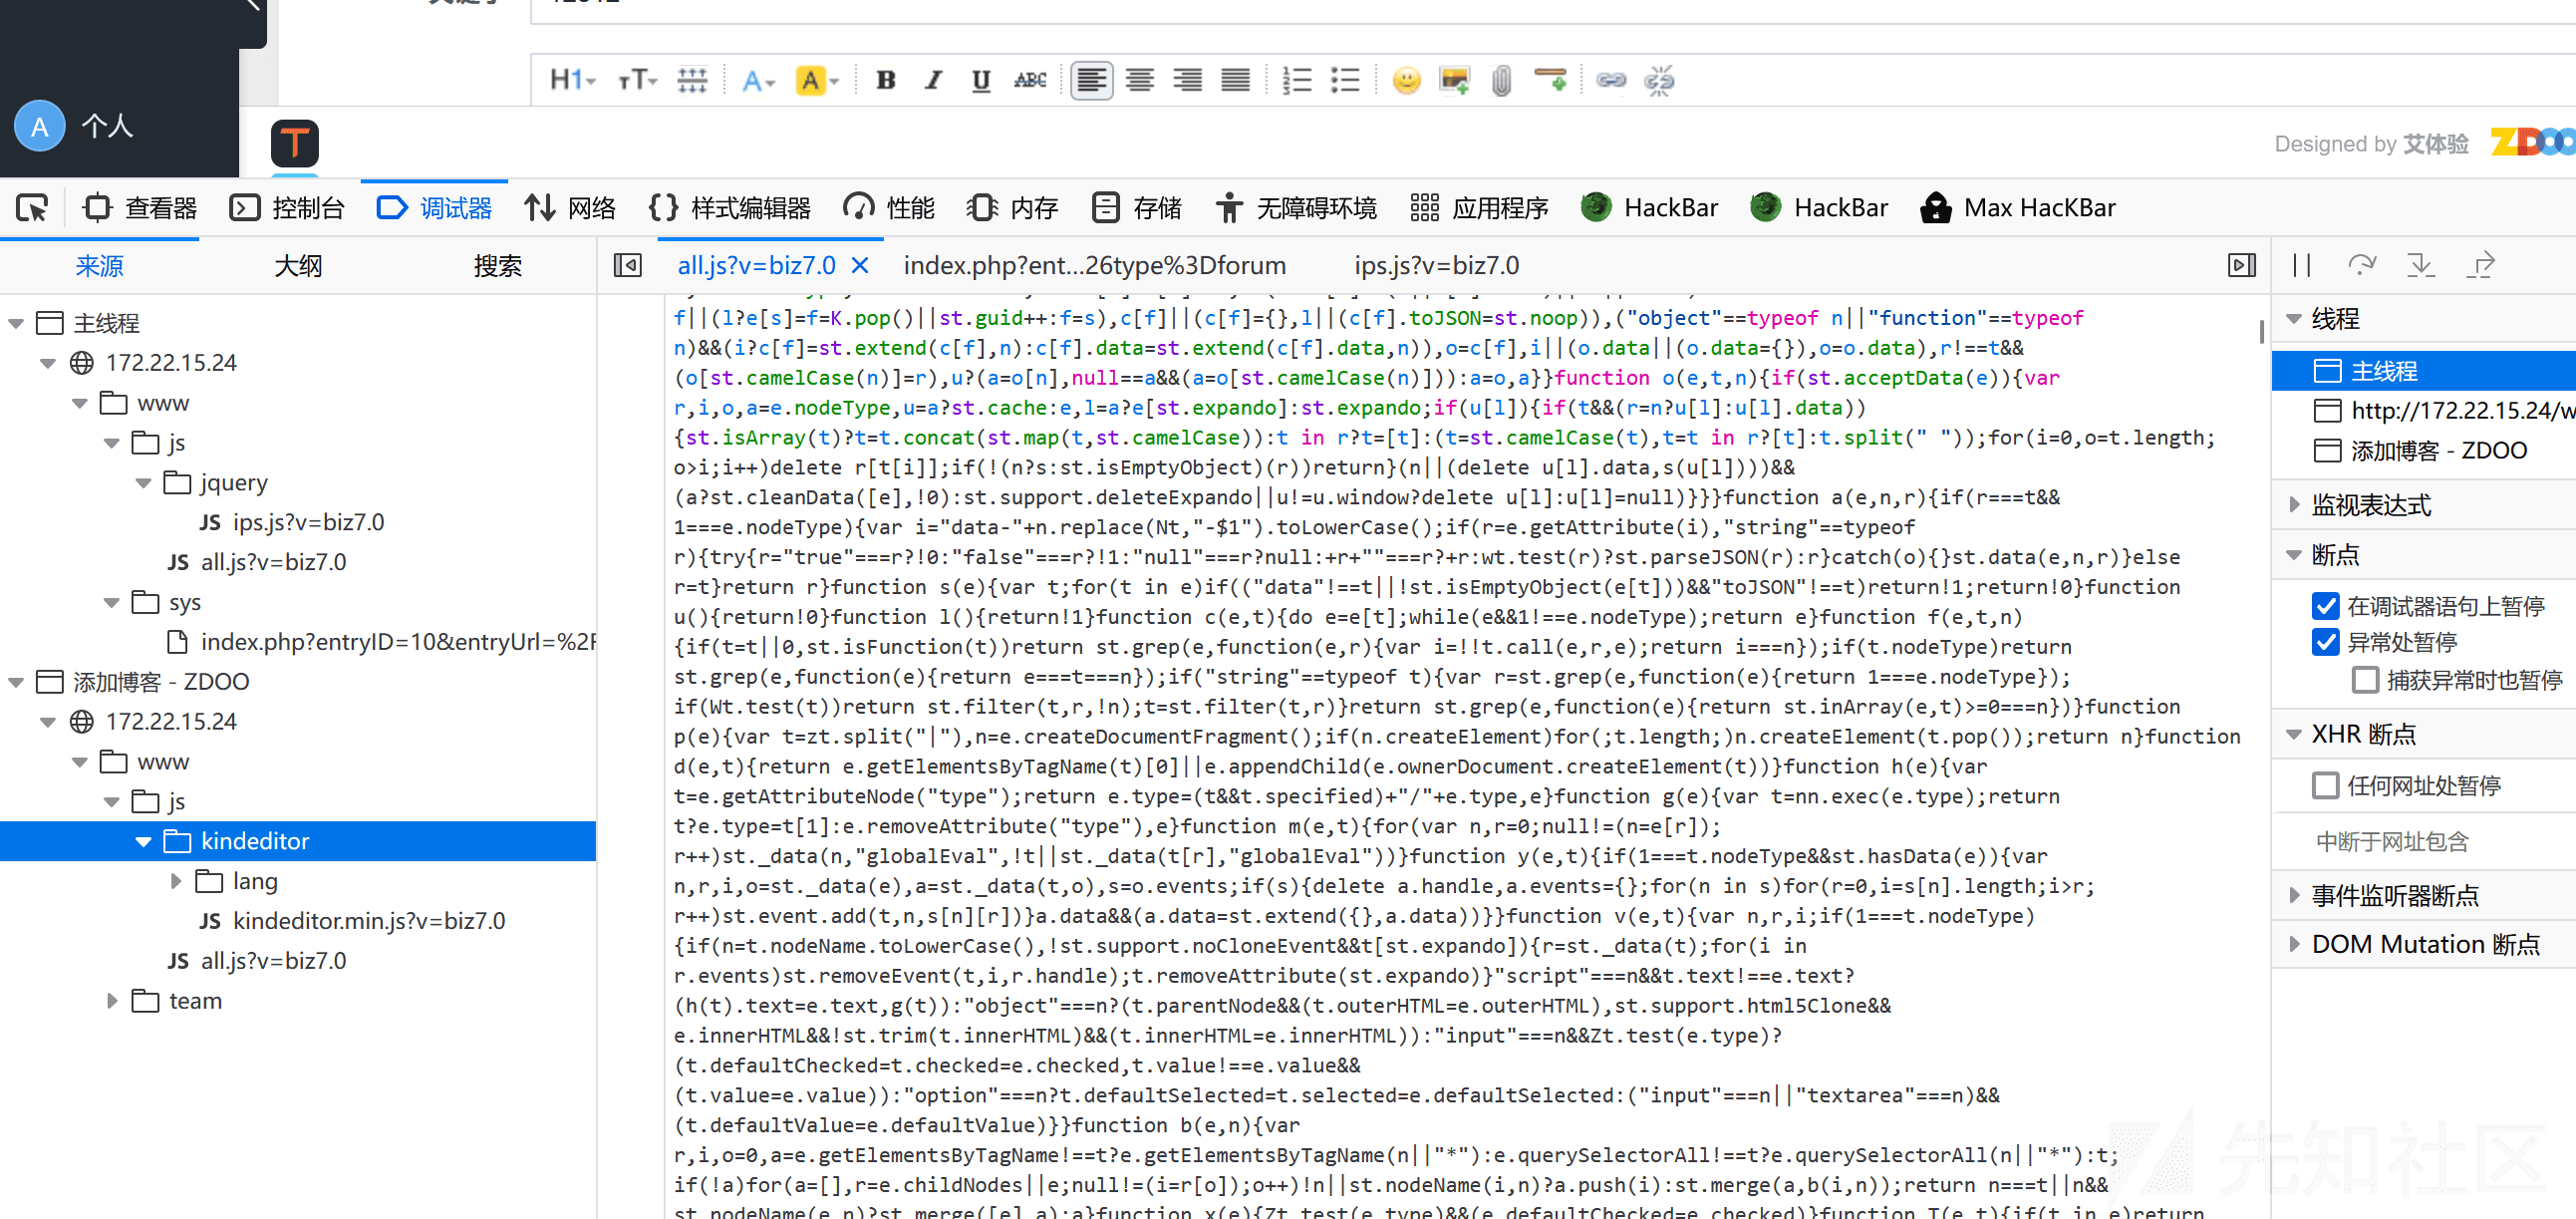 12312
H1
тT
A
A
B I U ABC
A 个人
T
Designed by 艾体验 ZDOO
查看器 控制台 调试器 网络 样式编辑器 性能 内存 存储 无障碍环境 应用程序 HackBar HackBar Max HacKBar
来源 大纲 搜索
all.js?v=biz7.0 index.php?ent...26type%3Dforum ips.js?v=biz7.0
主线程
172.22.15.24
www
js
jquery
JS ips.js?v=biz7.0
JS all.js?v=biz7.0
sys
index.php?entryID=10&entryUrl=%2F
添加博客 - ZDOO
172.22.15.24
www
js
kindeditor
lang
JS kindeditor.min.js?v=biz7.0
JS all.js?v=biz7.0
team
f||(l?e[s]=f=K.pop()||st.guid++:f=s),c[f]||(c[f]={},l||(c[f].toJSON=st.noop)),("object"==typeof n||"function"==typeof
n)&&(i?c[f]=st.extend(c[f],n):c[f].data=st.extend(c[f].data,n)),o=c[f],i||(o.data||(o.data={}),o=o.data),r!==t&&
(o[st.camelCase(n)]=r),u?(a=o[n],null==a&&(a=o[st.camelCase(n)])):a=o,a}}function o(e,t,n){if(st.acceptData(e)){var
r,i,o,a=e.nodeType,u=a?st.cache:e,l=a?e[st.expando]:st.expando;if(u[l]){if(t&&(r=n?u[l]:u[l].data))
{st.isArray(t)?t=t.concat(st.map(t,st.camelCase)):t in r?t=[t]:(t=st.camelCase(t),t=t in r?[t]:t.split(" "));for(i=0,o=t.length;
o>i;i++)delete r[t[i]];if(!(n?s:st.isEmptyObject)(r))return}(n||(delete u[l].data,s(u[l])))&&
(a?st.cleanData([e],!0):st.support.deleteExpando||u!=u.window?delete u[l]:u[l]=null)}}}function a(e,n,r){if(r===t&&
1===e.nodeType){var i="data-"+n.replace(Nt,"-$1").toLowerCase();if(r=e.getAttribute(i),"string"==typeof
r){try{r="true"===r?!0:"false"===r?!1:"null"===r?null:+r+""===r?+r:wt.test(r)?st.parseJSON(r):r}catch(o){}st.data(e,n,r)}else
r=t}return r}function s(e){var t;for(t in e)if(("data"!==t||!st.isEmptyObject(e[t]))&&"toJSON"!==t)return!1;return!0}function
u(){return!0}function l(){return!1}function c(e,t){do e=e[t];while(e&&1!==e.nodeType);return e}function f(e,t,n)
{if(t=t||0,st.isFunction(t))return st.grep(e,function(e,r){var i=!!t.call(e,r,e);return i===n});if(t.nodeType)return
st.grep(e,function(e){return e===t===n});if("string"==typeof t){var r=st.grep(e,function(e){return 1===e.nodeType});
if(Wt.test(t))return st.filter(t,r,!n);t=st.filter(t,r)}return st.grep(e,function(e){return st.inArray(e,t)>=0===n})}function
p(e){var t=zt.split("|"),n=e.createDocumentFragment();if(n.createElement)for(;t.length;)n.createElement(t.pop());return n}function
d(e,t){return e.getElementsByTagName(t)[0]||e.appendChild(e.ownerDocument.createElement(t))}function h(e){var
t=e.getAttributeNode("type");return e.type=(t&&t.specified)+"/"+e.type,e}function g(e){var t=nn.exec(e.type);return
t?e.type=t[1]:e.removeAttribute("type"),e}function m(e,t){for(var n,r=0;null!=(n=e[r]);
r++)st._data(n,"globalEval",!t||st._data(t[r],"globalEval"))}function y(e,t){if(1===t.nodeType&&st.hasData(e)){var
n,r,i,o=st._data(e),a=st._data(t,o),s=o.events;if(s){delete a.handle,a.events={};for(n in s)for(r=0,i=s[n].length;i>r;
r++)st.event.add(t,n,s[n][r])}a.data&&(a.data=st.extend({},a.data))}}function v(e,t){var n,r,i;if(1===t.nodeType)
{if(n=t.nodeName.toLowerCase(),!st.support.noCloneEvent&&t[st.expando]){r=st._data(t);for(i in
r.events)st.removeEvent(t,i,r.handle);t.removeAttribute(st.expando)}"script"===n&&t.text!==e.text?
(h(t).text=e.text,g(t)):"object"===n?(t.parentNode&&(t.outerHTML=e.outerHTML),st.support.html5Clone&&
e.innerHTML&&!st.trim(t.innerHTML)&&(t.innerHTML=e.innerHTML)):"input"===n&&Zt.test(e.type)?
(t.defaultChecked=t.checked=e.checked,t.value!==e.value&&
(t.value=e.value)):"option"===n?t.defaultSelected=t.selected=e.defaultSelected:("input"===n||"textarea"===n)&&
(t.defaultValue=e.defaultValue)}}function b(e,n){var
r,i,o=0,a=e.getElementsByTagName!==t?e.getElementsByTagName(n||"*"):e.querySelectorAll!==t?e.querySelectorAll(n||"*"):t;
if(!a)for(a=[],r=e.childNodes||e;null!=(i=r[o]);o++)!n||st.nodeName(i,n)?a.push(i):st.merge(a,b(i,n));return n===t||n&&
st.nodeName(e,n)?st.merge([e],a):a}function x(e){Zt.test(e.type)&&(e.defaultChecked=e.checked)}function T(e,t){if(t in e)return
线程
主线程
http://172.22.15.24/w
添加博客 - ZDOO
监视表达式
断点
在调试器语句上暂停
异常处暂停
捕获异常时也暂停
XHR 断点
任何网址处暂停
中断于网址包含
事件监听器断点
DOM Mutation 断点
先知社区